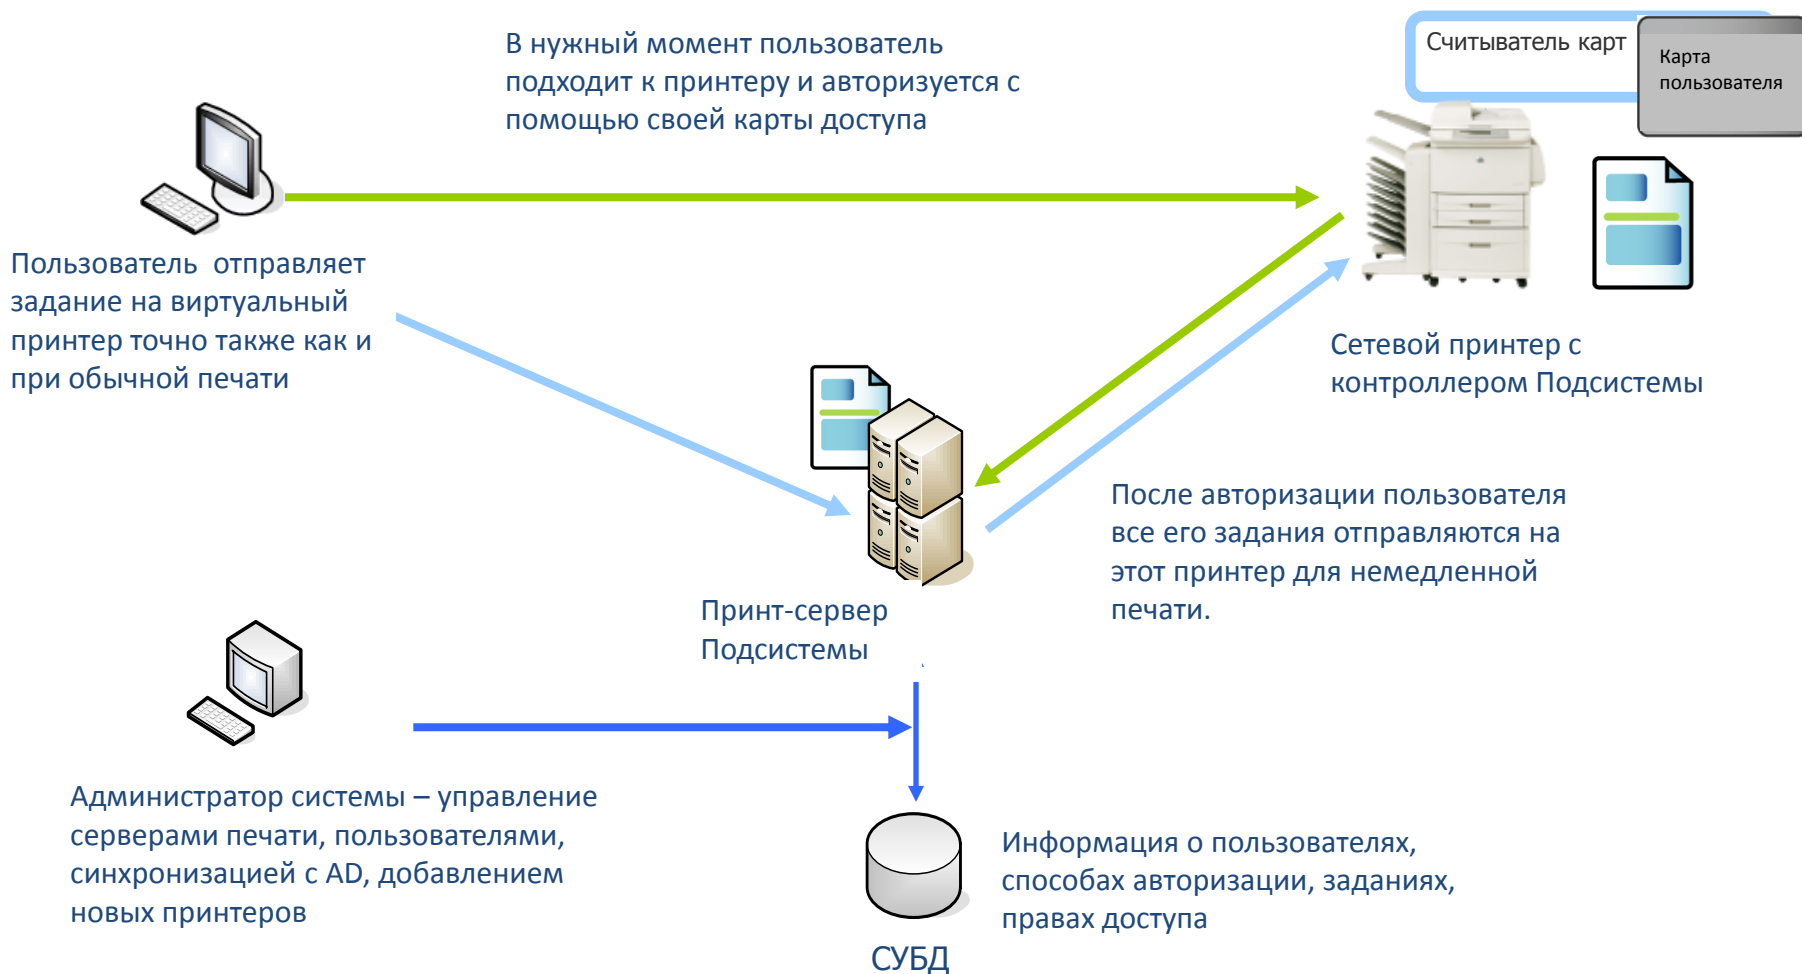 В нужный момент пользователь
подходит к принтеру и авторизуется с
помощью своей карты доступа
Считыватель карт
Карта
пользователя
Пользователь  отправляет
задание на виртуальный
принтер точно также как и
при обычной печати
Сетевой принтер с
контроллером Подсистемы
После авторизации пользователя
все его задания отправляются на
этот принтер для немедленной
печати.
Принт-сервер
Подсистемы
Администратор системы – управление
серверами печати, пользователями,
синхронизацией с AD, добавлением
новых принтеров
Информация о пользователях,
способах авторизации, заданиях,
правах доступа
СУБД